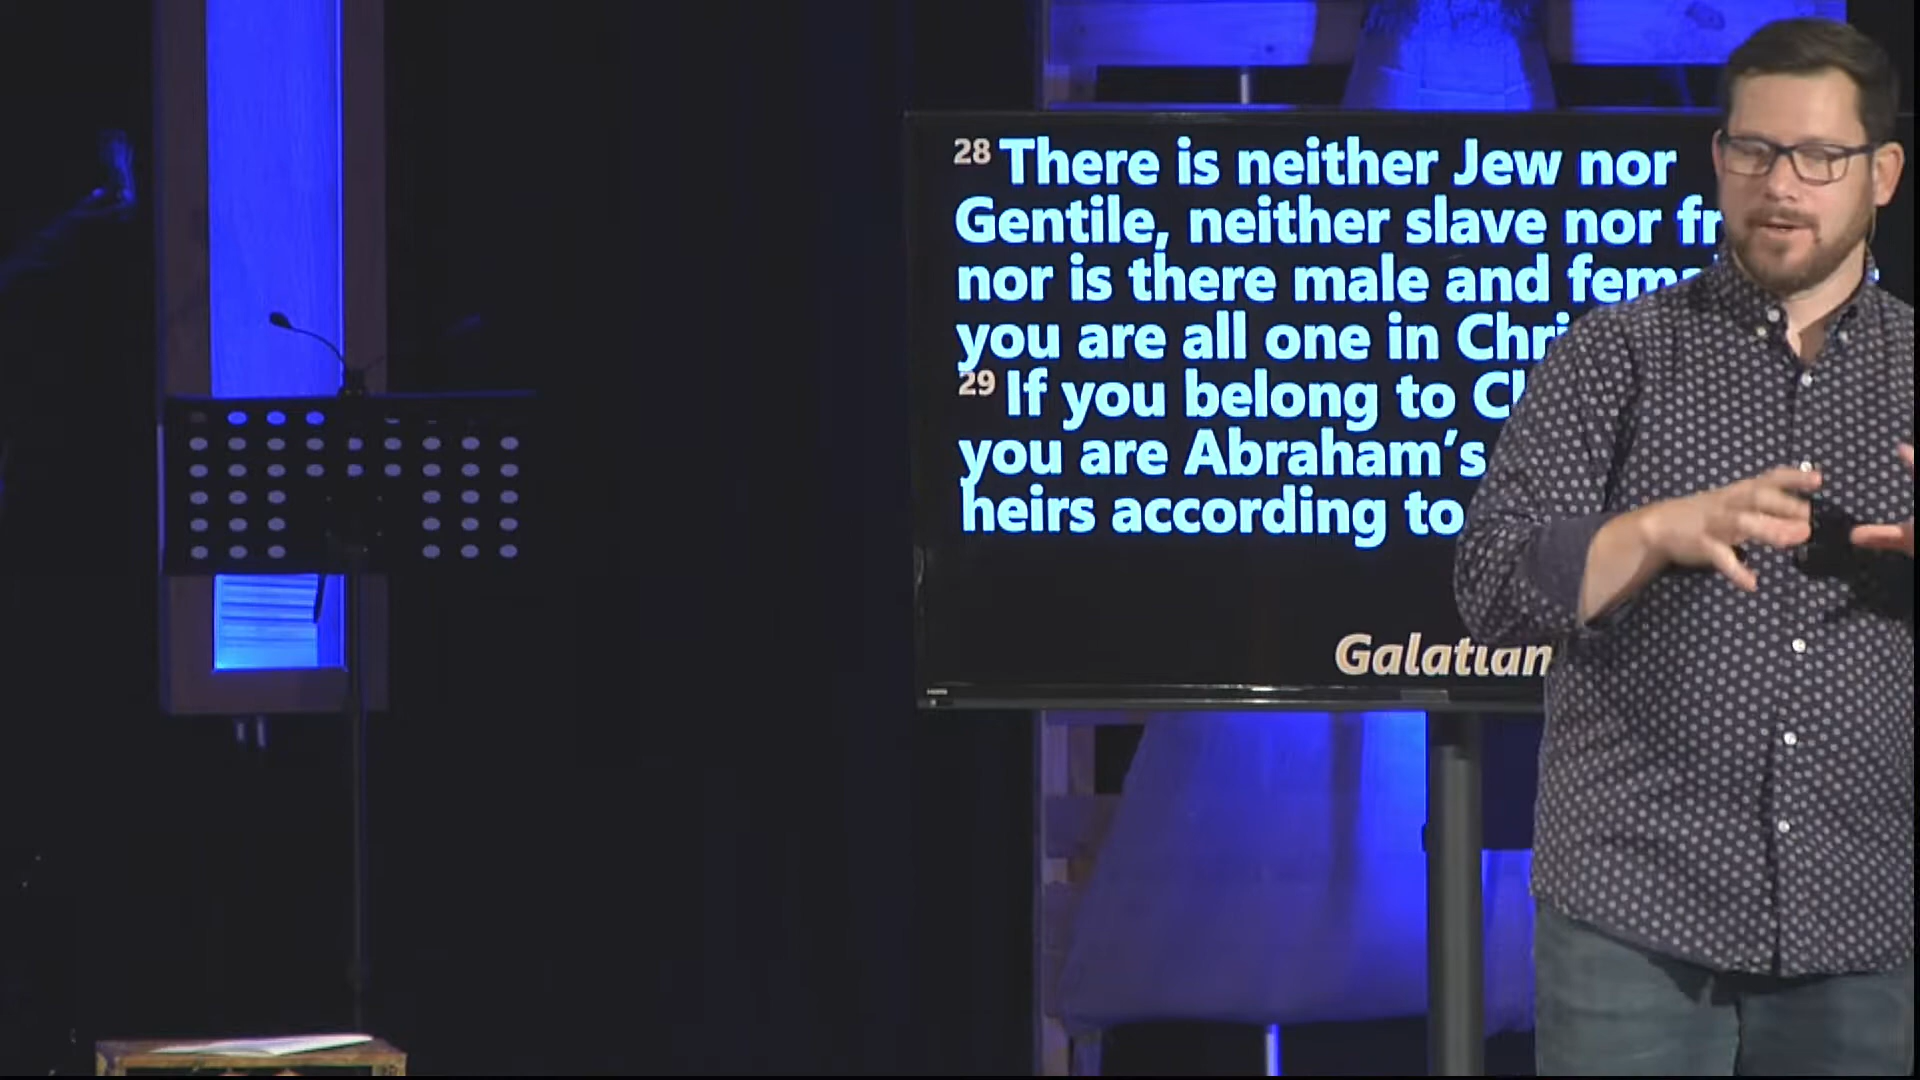 28 There is neither Jew nor
Gentile, neither slave nor
nor is there male and
you are all one in
29 If you belong to
you are Abraham's
heirs according to